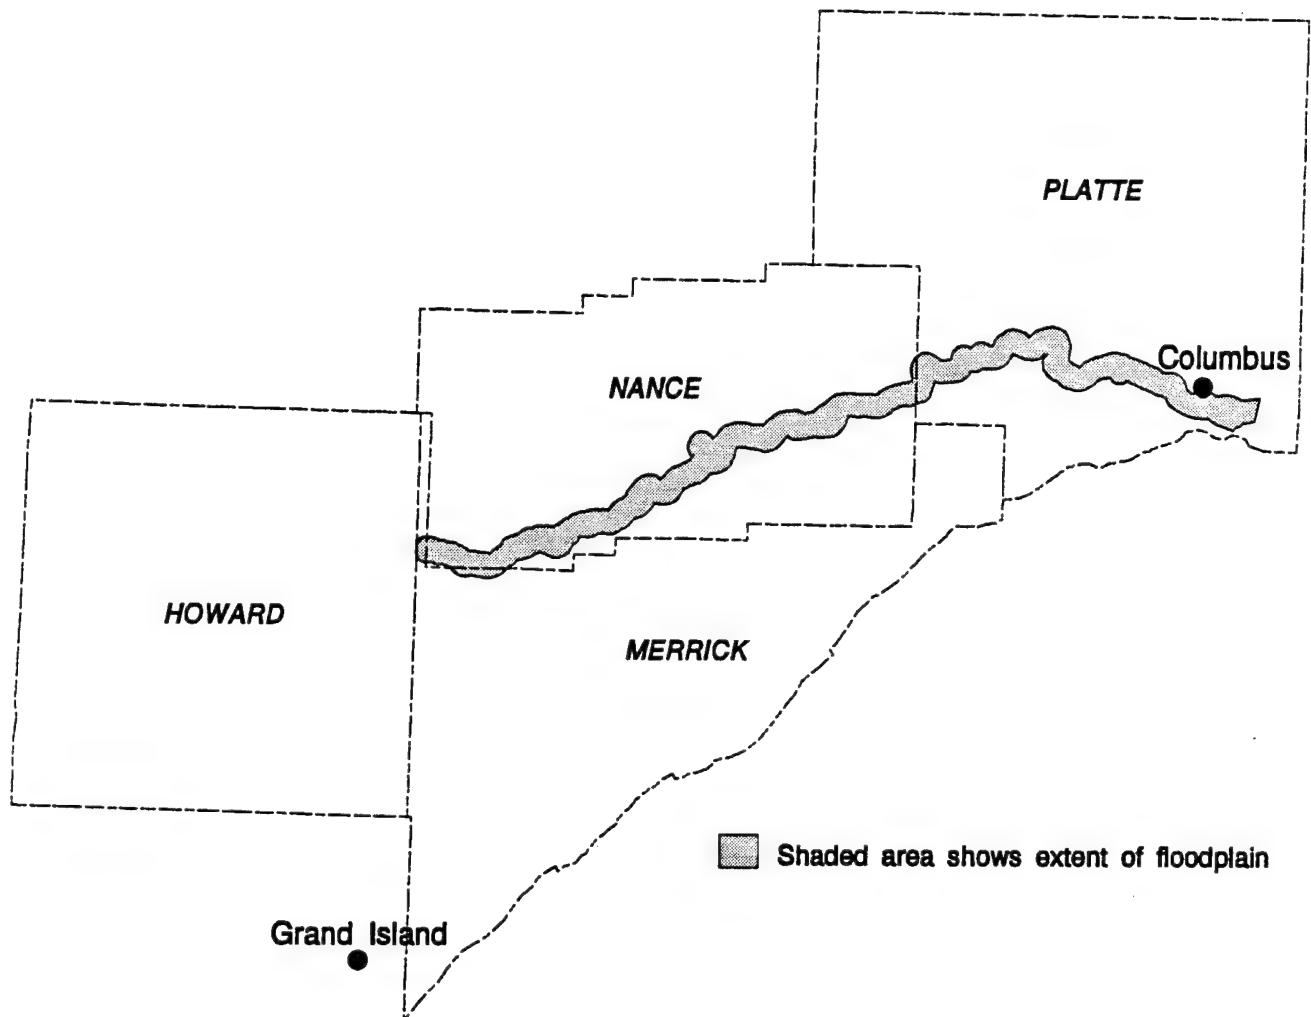 PLATTE
Columbus
NANCE
HOWARD
MERRICK
Shaded area shows extent of floodplain
Grand Island